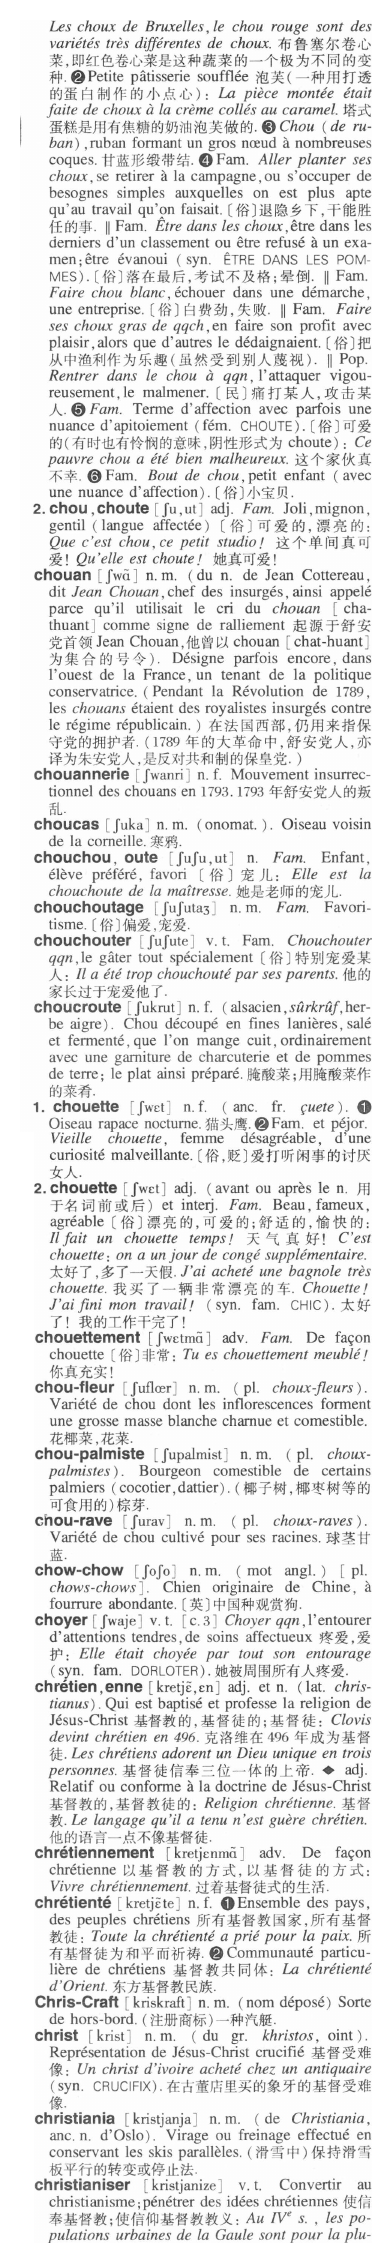 Les choux de Bruxelles, le chou rouge sont des
variétés très différentes de choux. 布鲁塞尔卷心
菜,即红色卷心菜是这种蔬菜的一个极为不同的变
种. ❷Petite pâtisserie soufflée 泡芙(一种用打透
的蛋白制作的小点心): La pièce montée était
faite de choux à la crème collés au caramel. 塔式
蛋糕是用有焦糖的奶油泡芙做的. ❸ Chou (de ru-
ban), ruban formant un gros nœud à nombreuses
coques. 甘蓝形缎带结. ❹ Fam. Aller planter ses
choux, se retirer à la campagne, ou s'occuper de
besognes simples auxquelles on est plus apte
qu'au travail qu'on faisait. [俗]退隐乡下,干能胜
任的事. ‖ Fam. Être dans les choux, être dans les
derniers d'un classement ou être refusé à un exa-
men; être évanoui (syn. ÊTRE DANS LES POM-
MES). [俗]落在最后,考试不及格;晕倒. ‖ Fam.
Faire chou blanc, échouer dans une démarche,
une entreprise. [俗]白费劲,失败. ‖ Fam. Faire
ses choux gras de qqch, en faire son profit avec
plaisir, alors que d'autres le dédaignaient. [俗]把
从中渔利作为乐趣(虽然受到别人蔑视). ‖ Pop.
Rentrer dans le chou à qqn, l'attaquer vigou-
reusement, le malmener. [民]痛打某人,攻击某
人. ❺ Fam. Terme d'affection avec parfois une
nuance d'apitoiement (fém. CHOUTE). [俗]可爱
的(有时也有怜悯的意味,阴性形式为 choute): Ce
pauvre chou a été bien malheureux. 这个家伙真
不幸. ❻ Fam. Bout de chou, petit enfant (avec
une nuance d'affection). [俗]小宝贝.
2. chou, choute [ʃu,ut] adj. Fam. Joli, mignon,
gentil (langue affectée) [俗]可爱的,漂亮的:
Que c'est chou, ce petit studio! 这个单间真可
爱! Qu'elle est choute! 她真可爱!
chouan [ʃwɑ̃] n. m. (du n. de Jean Cottereau,
dit Jean Chouan, chef des insurgés, ainsi appelé
parce qu'il utilisait le cri du chouan [cha-
thuant] comme signe de ralliement 起源于舒安
党首领 Jean Chouan,他曾以 chouan [chat-huant]
为集合的号令). Désigne parfois encore, dans
l'ouest de la France, un tenant de la politique
conservatrice. (Pendant la Révolution de 1789,
les chouans étaient des royalistes insurgés contre
le régime républicain.) 在法国西部,仍用来指保
守党的拥护者. (1789 年的大革命中,舒安党人,亦
译为朱安党人,是反对共和制的保皇党.)
chouannerie [ʃwanri] n. f. Mouvement insurrec-
tionnel des chouans en 1793. 1793 年舒安党人的叛
乱.
choucas [ʃuka] n. m. (onomat.). Oiseau voisin
de la corneille. 寒鸦.
chouchou, oute [ʃuʃu,ut] n. Fam. Enfant,
élève préféré, favori [俗] 宠儿: Elle est la
chouchoute de la maîtresse. 她是老师的宠儿.
chouchoutage [ʃuʃutaʒ] n. m. Fam. Favori-
tisme. [俗]偏爱,宠爱.
chouchouter [ʃuʃute] v. t. Fam. Chouchouter
qqn, le gâter tout spécialement [俗]特别宠爱某
人: Il a été trop chouchouté par ses parents. 他的
家长过于宠爱他了.
choucroute [ʃukrut] n. f. (alsacien, sûrkrûf, her-
be aigre). Chou découpé en fines lanières, salé
et fermenté, que l'on mange cuit, ordinairement
avec une garniture de charcuterie et de pommes
de terre; le plat ainsi préparé. 腌酸菜;用腌酸菜作
的菜肴.
1. chouette [ʃwɛt] n. f. (anc. fr. çuete). ❶
Oiseau rapace nocturne. 猫头鹰. ❷ Fam. et péjor.
Vieille chouette, femme désagréable, d'une
curiosité malveillante. [俗,贬]爱打听闲事的讨厌
女人.
2. chouette [ʃwɛt] adj. (avant ou après le n. 用
于名词前或后) et interj. Fam. Beau, fameux,
agréable [俗]漂亮的,可爱的;舒适的,愉快的:
Il fait un chouette temps! 天气真好! C'est
chouette: on a un jour de congé supplémentaire.
太好了,多了一天假. J'ai acheté une bagnole très
chouette. 我买了一辆非常漂亮的车. Chouette!
J'ai fini mon travail! (syn. fam. CHIC). 太好
了! 我的工作干完了!
chouettement [ʃwɛtmɑ̃] adv. Fam. De façon
chouette [俗]非常: Tu es chouettement meublé!
你真充实!
chou-fleur [ʃuflœr] n. m. (pl. choux-fleurs).
Variété de chou dont les inflorescences forment
une grosse masse blanche charnue et comestible.
花椰菜,花菜.
chou-palmiste [ʃupalmist] n. m. (pl. choux-
palmistes). Bourgeon comestible de certains
palmiers (cocotier, dattier). (椰子树,椰枣树等的
可食用的)棕芽.
chou-rave [ʃurav] n. m. (pl. choux-raves).
Variété de chou cultivé pour ses racines. 球茎甘
蓝.
chow-chow [ʃoʃo] n. m. (mot angl.) [pl.
chows-chows]. Chien originaire de Chine, à
fourrure abondante. [英]中国种观赏狗.
choyer [ʃwaje] v. t. [c. 3] Choyer qqn, l'entourer
d'attentions tendres, de soins affectueux 疼爱,爱
护: Elle était choyée par tout son entourage
(syn. fam. DORLOTER). 她被周围所有人疼爱.
chrétien, enne [kretjɛ̃,ɛn] adj. et n. (lat. chris-
tianus). Qui est baptisé et professe la religion de
Jésus-Christ 基督教的,基督徒的;基督徒: Clovis
devint chrétien en 496. 克洛维在 496 年成为基督
徒. Les chrétiens adorent un Dieu unique en trois
personnes. 基督徒信奉三位一体的上帝. ◆ adj.
Relatif ou conforme à la doctrine de Jésus-Christ
基督教的,基督教徒的: Religion chrétienne. 基督
教. Le langage qu'il a tenu n'est guère chrétien.
他的语言一点不像基督徒.
chrétiennement [kretjenmɑ̃] adv. De façon
chrétienne 以基督教的方式,以基督徒的方式:
Vivre chrétiennement. 过着基督徒式的生活.
chrétienté [kretjɛ̃te] n. f. ❶ Ensemble des pays,
des peuples chrétiens 所有基督教国家,所有基督
教徒: Toute la chrétienté a prié pour la paix. 所
有基督徒为和平而祈祷. ❷ Communauté particu-
lière de chrétiens 基督教共同体: La chrétienté
d'Orient. 东方基督教民族.
Chris-Craft [kriskraft] n. m. (nom déposé) Sorte
de hors-bord. (注册商标)一种汽艇.
christ [krist] n. m. (du gr. khristos, oint).
Représentation de Jésus-Christ crucifié 基督受难
像: Un christ d'ivoire acheté chez un antiquaire
(syn. CRUCIFIX). 在古董店里买的象牙的基督受难
像.
christiania [kristjanja] n. m. (de Christiania,
anc. n. d'Oslo). Virage ou freinage effectué en
conservant les skis parallèles. (滑雪中)保持滑雪
板平行的转变或停止法.
christianiser [kristjanize] v. t. Convertir au
christianisme; pénétrer des idées chrétiennes 使信
奉基督教;使信仰基督教教义: Au IVe s., les po-
pulations urbaines de la Gaule sont pour la plu-